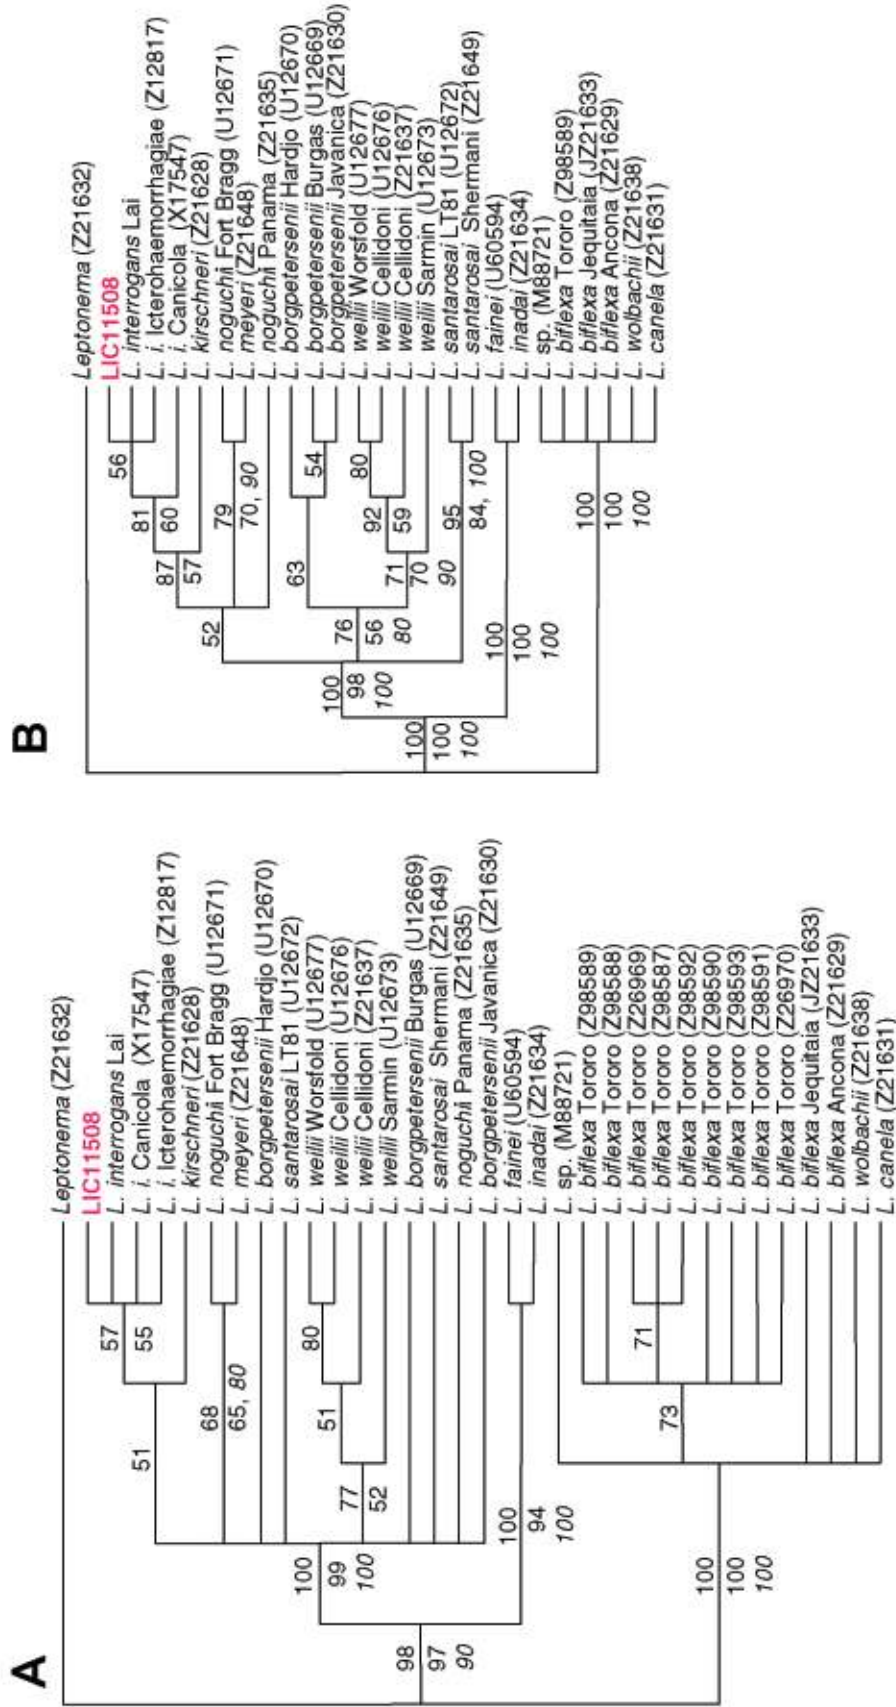 A
Leptonema (Z21632)
LIC11508
L. interrogans Lai
L. i. Canicola (X17547)
L. i. Icterohaemorrhagiae (Z12817)
L. kirschneri (Z21628)
L. noguchii Fort Bragg (U12671)
L. meyeri (Z21648)
L. borgpetersenii Hardjo (U12670)
L. santarosai LT81 (U12672)
L. weilii Worsfold (U12677)
L. weilii Cellidoni (U12676)
L. weilii Cellidoni (Z21637)
L. weilii Sarmin (U12673)
L. borgpetersenii Burgas (U12669)
L. santarosai Shermani (Z21649)
L. noguchii Panama (Z21635)
L. borgpetersenii Javanica (Z21630)
L. fainei (U60594)
L. inadai (Z21634)
L. sp. (M88721)
L. biflexa Tororo (Z98589)
L. biflexa Tororo (Z98588)
L. biflexa Tororo (Z26969)
L. biflexa Tororo (Z98587)
L. biflexa Tororo (Z98592)
L. biflexa Tororo (Z98590)
L. biflexa Tororo (Z98593)
L. biflexa Tororo (Z98591)
L. biflexa Tororo (Z26970)
L. biflexa Jequitaia (JZ21633)
L. biflexa Ancona (Z21629)
L. wolbachii (Z21638)
L. canela (Z21631)
57
55
51
68
65, 80
80
51
77
52
100
99
100
100
94
100
98
97
90
71
73
100
100
100
B
Leptonema (Z21632)
LIC11508
L. interrogans Lai
L. i. Icterohaemorrhagiae (Z12817)
L. i. Canicola (X17547)
L. kirschneri (Z21628)
L. noguchii Fort Bragg (U12671)
L. meyeri (Z21648)
L. noguchii Panama (Z21635)
L. borgpetersenii Hardjo (U12670)
L. borgpetersenii Burgas (U12669)
L. borgpetersenii Javanica (Z21630)
L. weilii Worsfold (U12677)
L. weilii Cellidoni (U12676)
L. weilii Cellidoni (Z21637)
L. weilii Sarmin (U12673)
L. santarosai LT81 (U12672)
L. santarosai Shermani (Z21649)
L. fainei (U60594)
L. inadai (Z21634)
L. sp. (M88721)
L. biflexa Tororo (Z98589)
L. biflexa Jequitaia (JZ21633)
L. biflexa Ancona (Z21629)
L. wolbachii (Z21638)
L. canela (Z21631)
56
81
60
87
57
79
70, 90
52
54
63
80
92
59
71
70
90
76
56
80
95
84, 100
100
98
100
100
100
100
100
100
100
100
100
100